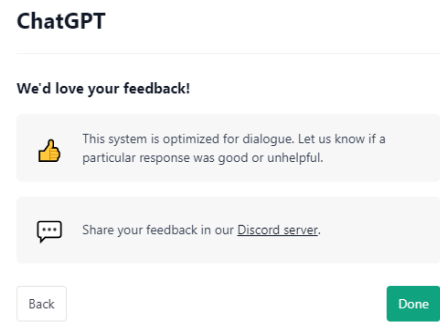 ChatGPT
We'd love your feedback!
This system is optimized for dialogue. Let us know if a
particular response was good or unhelpful.
Share your feedback in our Discord server.
Back
Done